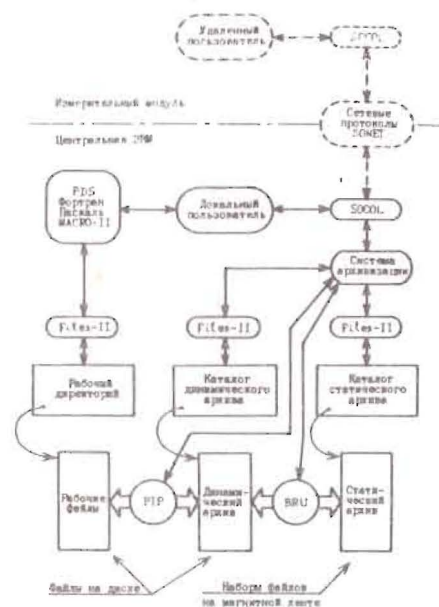 Удаленный
пользователь
SOCOL
Измерительный модуль
Сетевые
протоколы
SONET
Центральная ЭВМ
PDS
Фортран
Паскаль
MACRO-II
Локальный
пользователь
SOCOL
Система
архивизации
Files-II
Files-II
Files-II
Рабочий
директорий
Каталог
динамического
архива
Каталог
статического
архива
Рабочие
файлы
PIP
Динами-
ческий
архив
BRU
Стати-
ческий
архив
Файлы на диске
Наборы файлов
на магнитной ленте